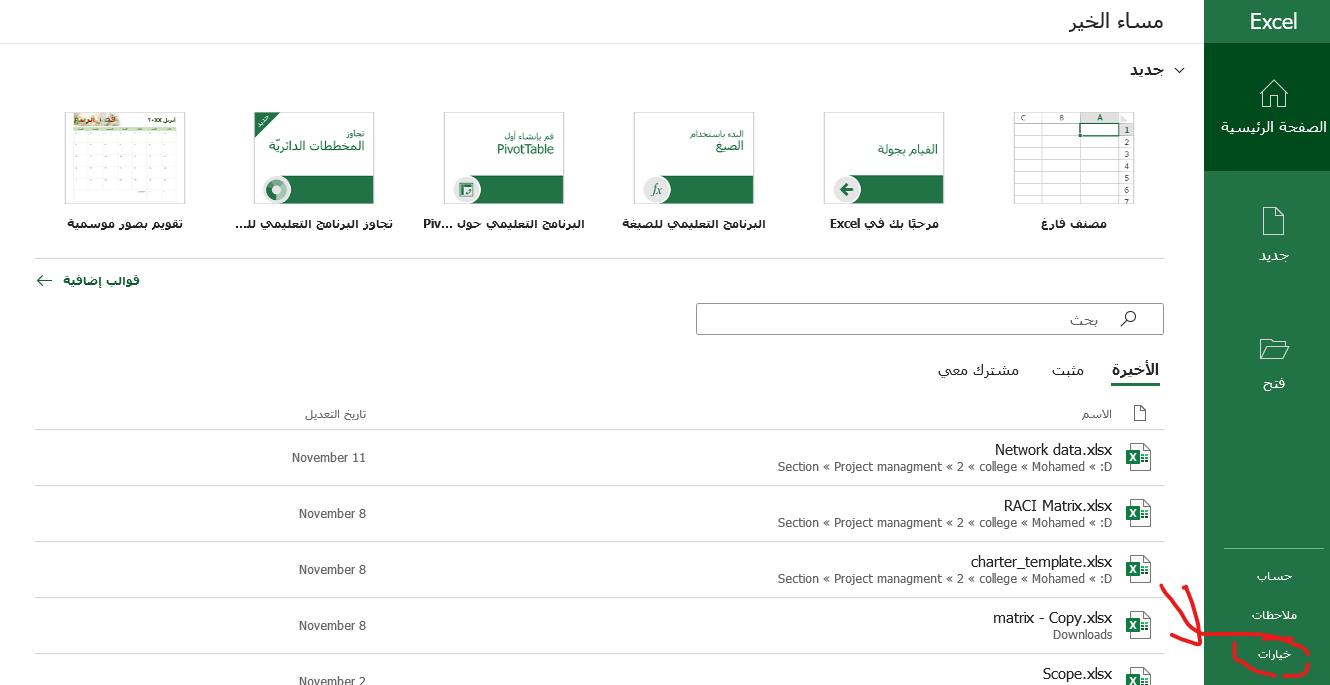 Excel
الصفحة الرئيسية
جديد
فتح
حساب
ملاحظات
خيارات
مساء الخير
جديد
C B A
1
2
3
4
5
6
7
مصنف فارغ
القيام بجولة
مرحبًا بك في Excel
البدء باستخدام
الصيغ
fx
البرنامج التعليمي للصيغة
قم بإنشاء أول
PivotTable
البرنامج التعليمي حول Piv...
جديد
تجاوز
المخططات الدائريّة
تجاوز البرنامج التعليمي للـ...
أبريل ٢٠XX
تقويم بصور موسمية
قوالب إضافية
بحث
الأخيرة مثبت مشترك معي
الاسم تاريخ التعديل
Network data.xlsx
Section « Project managment « 2 « college « Mohamed « :D
November 11
RACI Matrix.xlsx
Section « Project managment « 2 « college « Mohamed « :D
November 8
charter_template.xlsx
Section « Project managment « 2 « college « Mohamed « :D
November 8
matrix - Copy.xlsx
Downloads
November 8
Scope.xlsx
November 2